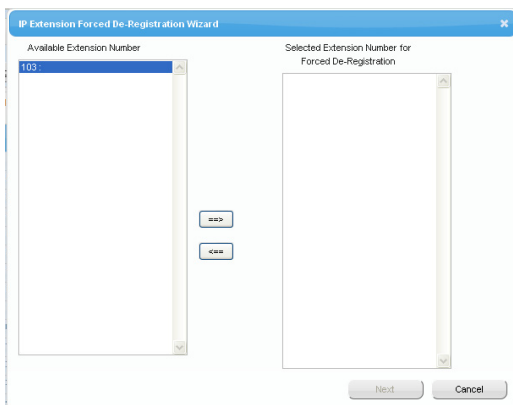 IP Extension Forced De-Registration Wizard
Available Extension Number
Selected Extension Number for
Forced De-Registration
103 :
==>
<==
Next
Cancel